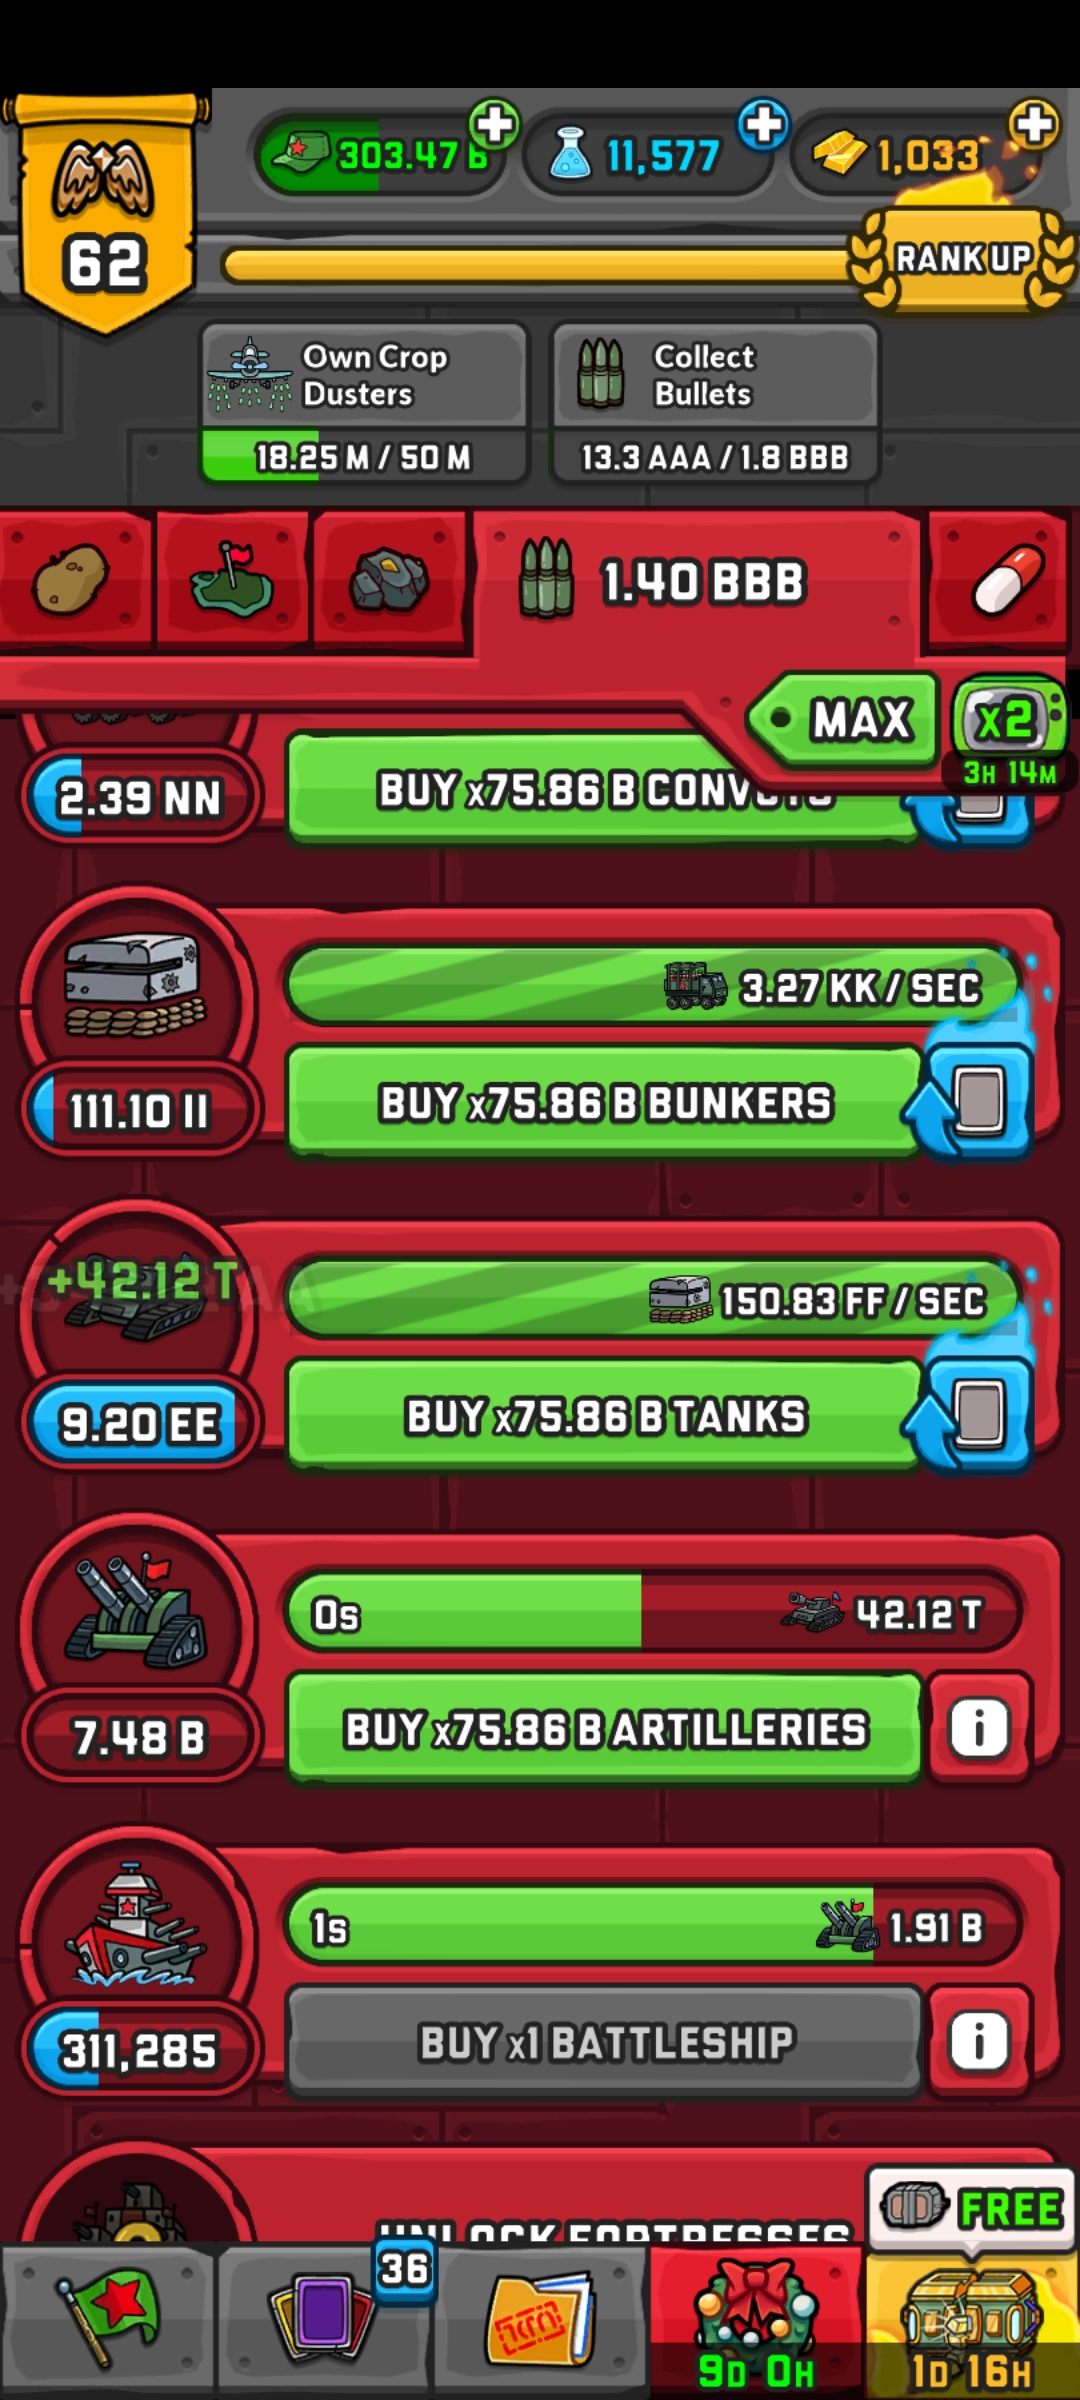 303.47 B
11,577
1,033
62
RANK UP
Own Crop
Dusters
18.25 M / 50 M
Collect
Bullets
13.3 AAA / 1.8 BBB
1.40 BBB
MAX
x2
3H 14M
2.39 NN
BUY x75.86 B CONVOYS
3.27 KK / SEC
111.10 II
BUY x75.86 B BUNKERS
+42.12 T
150.83 FF / SEC
9.20 EE
BUY x75.86 B TANKS
0s
42.12 T
7.48 B
BUY x75.86 B ARTILLERIES
i
1s
1.91 B
311,285
BUY x1 BATTLESHIP
i
UNLOCK FORTRESSES
FREE
36
9D 0H
1D 16H